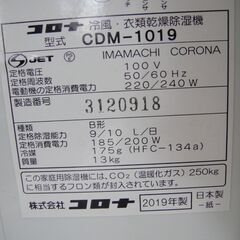 コロナ 冷風・衣類乾燥除湿機
型式 CDM-1019
S JET IMAMACHI CORONA
定格電圧 100 V
定格周波数 50/60 Hz
電動機の定格消費電力 220/240 W
製造番号
3120918
種類 B形
定格除湿能力 9/10 L/日
定格消費電力 185/200 W
冷媒 175g (HFC-134a)
質量 13kg
この家庭用除湿機には、CO₂（温暖化ガス）250kg
に相当するフロン類が封入されています。
株式会社 コロナ 2019年製 日本製
-紙-